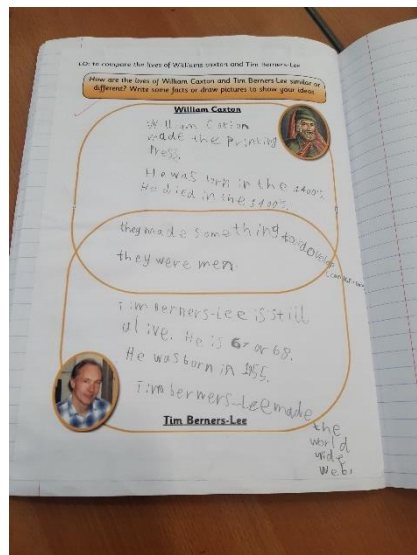 LO: to compare the lives of Williams caxton and Tim Berners-Lee
How are the lives of William Caxton and Tim Berners-Lee similar or
different? Write some facts or draw pictures to show your ideas.
William Caxton
William Caxton
made the printing
Press.
He was born in the 1400s.
He died in the 1400s.
they made something to develop
they were men
Tim Berners-Lee is still
alive. He is or 68.
He was born in 1955.
Tim berners-Lee made
the
world
wide
web.
Tim Berners-Lee